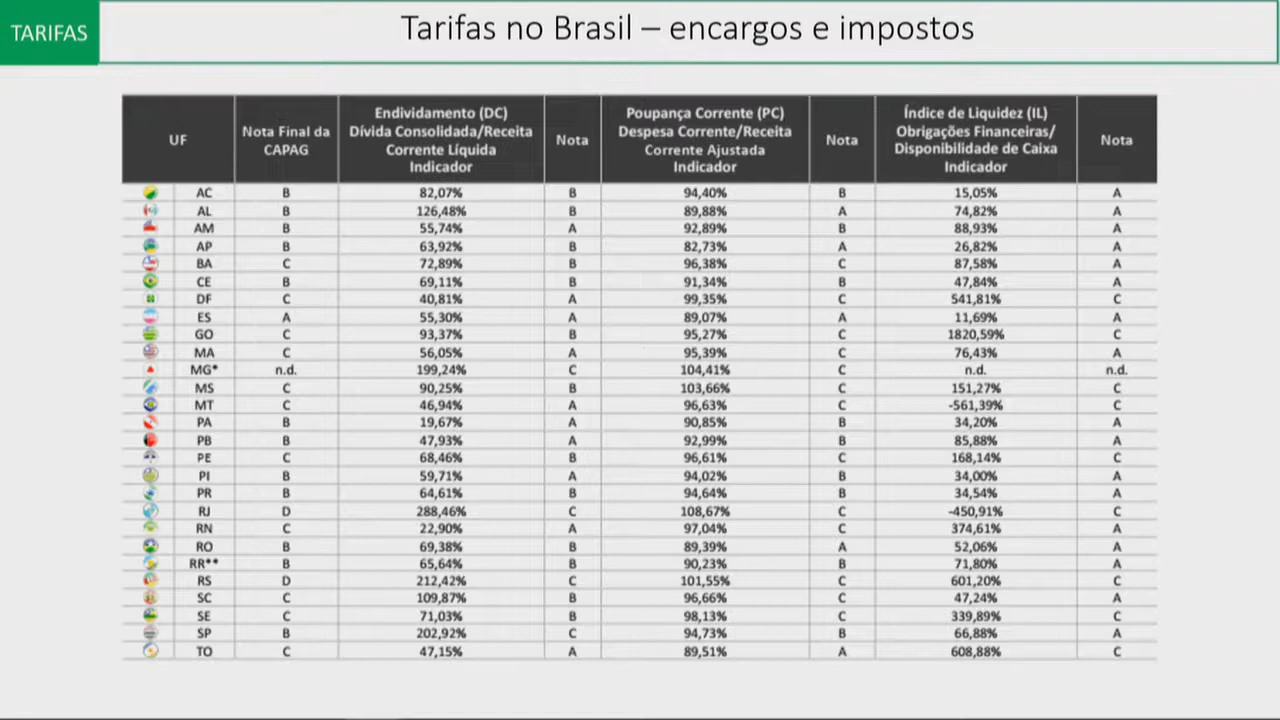 TARIFAS
Tarifas no Brasil – encargos e impostos
UF Nota Final da CAPAG Endividamento (DC) Dívida Consolidada/Receita Corrente Líquida Indicador Nota Poupança Corrente (PC) Despesa Corrente/Receita Corrente Ajustada Indicador Nota Índice de Liquidez (IL) Obrigações Financeiras/ Disponibilidade de Caixa Indicador Nota
AC B 82,07% B 94,40% B 15,05% A
AL B 126,48% B 89,88% A 74,82% A
AM B 55,74% A 92,89% B 88,93% A
AP B 63,92% B 82,73% A 26,82% A
BA C 72,89% B 96,38% C 87,58% A
CE B 69,11% B 91,34% B 47,84% A
DF C 40,81% A 99,35% C 541,81% C
ES A 55,30% A 89,07% A 11,69% A
GO C 93,37% B 95,27% C 1820,59% C
MA C 56,05% A 95,39% C 76,43% A
MG* n.d. 199,24% C 104,41% C n.d. n.d.
MS C 90,25% B 103,66% C 151,27% C
MT C 46,94% A 96,63% C -561,39% C
PA B 19,67% A 90,85% B 34,20% A
PB B 47,93% A 92,99% B 85,88% A
PE C 68,46% B 96,61% C 168,14% C
PI B 59,71% A 94,02% B 34,00% A
PR B 64,61% B 94,64% B 34,54% A
RJ D 288,46% C 108,67% C -450,91% C
RN C 22,90% A 97,04% C 374,61% A
RO B 69,38% B 89,39% A 52,06% A
RR** B 65,64% B 90,23% B 71,80% A
RS D 212,42% C 101,55% C 601,20% C
SC C 109,87% B 96,66% C 47,24% A
SE C 71,03% B 98,13% C 339,89% C
SP B 202,92% C 94,73% B 66,88% A
TO C 47,15% A 89,51% A 608,88% C